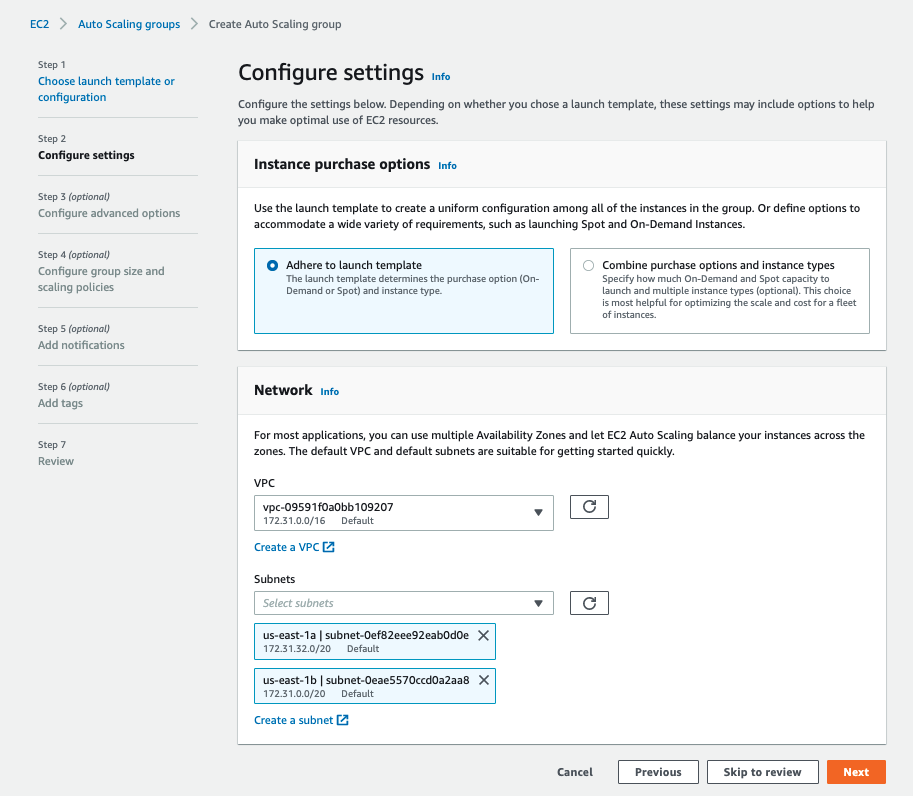 EC2 > Auto Scaling groups > Create Auto Scaling group
Step 1
Choose launch template or
configuration
Step 2
Configure settings
Step 3 (optional)
Configure advanced options
Step 4 (optional)
Configure group size and
scaling policies
Step 5 (optional)
Add notifications
Step 6 (optional)
Add tags
Step 7
Review
Configure settings Info
Configure the settings below. Depending on whether you chose a launch template, these settings may include options to help
you make optimal use of EC2 resources.
Instance purchase options Info
Use the launch template to create a uniform configuration among all of the instances in the group. Or define options to
accommodate a wide variety of requirements, such as launching Spot and On-Demand Instances.
Adhere to launch template
The launch template determines the purchase option (On-
Demand or Spot) and instance type.
Combine purchase options and instance types
Specify how much On-Demand and Spot capacity to
launch and multiple instance types (optional). This choice
is most helpful for optimizing the scale and cost for a fleet
of instances.
Network Info
For most applications, you can use multiple Availability Zones and let EC2 Auto Scaling balance your instances across the
zones. The default VPC and default subnets are suitable for getting started quickly.
VPC
vpc-09591f0a0bb109207
172.31.0.0/16 Default
Create a VPC
Subnets
Select subnets
us-east-1a | subnet-0ef82eee92eab0d0e
172.31.32.0/20 Default
us-east-1b | subnet-0eae5570ccd0a2aa8
172.31.0.0/20 Default
Create a subnet
Cancel
Previous
Skip to review
Next